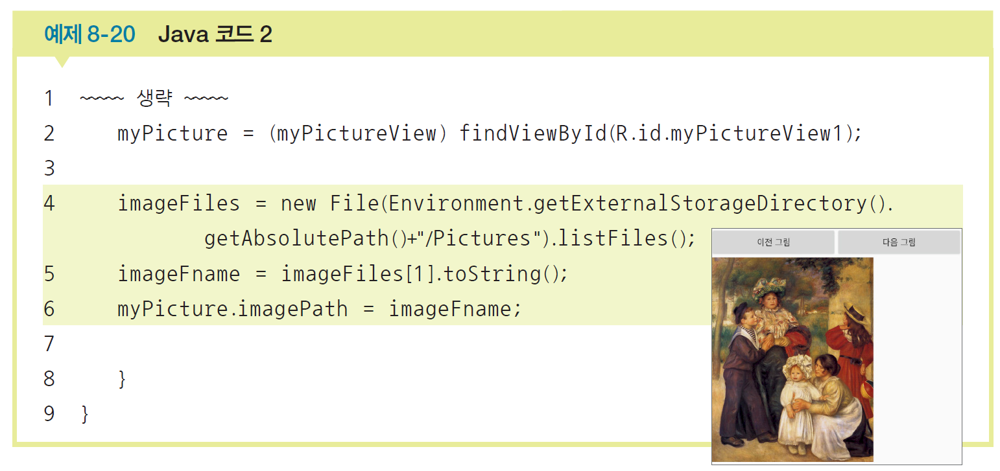 예제 8-20 Java 코드 2
1 ~~~~~ 생략 ~~~~~
2 myPicture = (myPictureView) findViewById(R.id.myPictureView1);
3
4 imageFiles = new File(Environment.getExternalStorageDirectory().
getAbsolutePath()+"/Pictures").listFiles();
5 imageFname = imageFiles[1].toString();
6 myPicture.imagePath = imageFname;
7
8 }
9 }
이전 그림 다음 그림